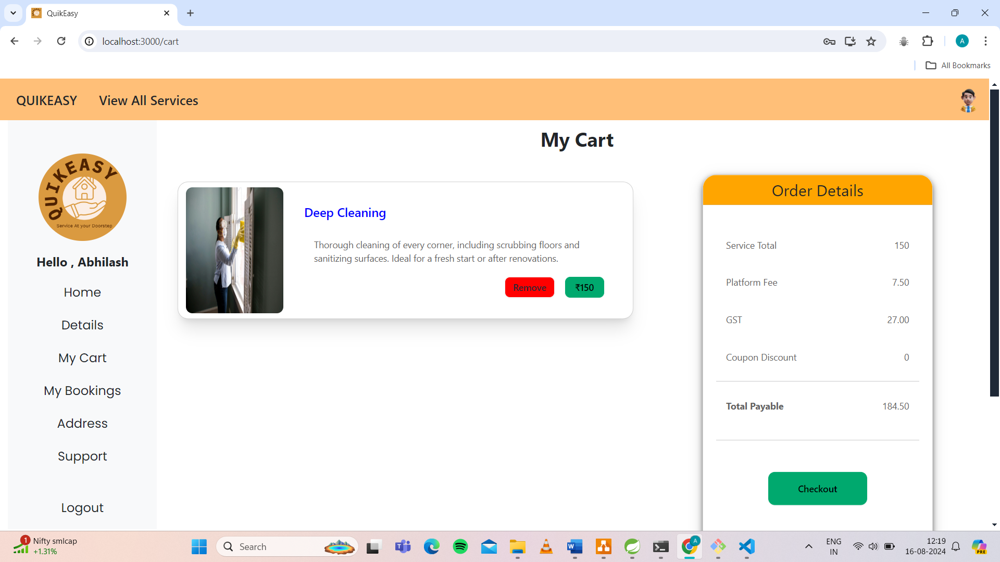 QuikEasy
localhost:3000/cart
A
All Bookmarks
QUIKEASY
View All Services
My Cart
QUIKEASY
Service At your Doorstep
Hello , Abhilash
Home
Details
My Cart
My Bookings
Address
Support
Logout
Deep Cleaning
Thorough cleaning of every corner, including scrubbing floors and
sanitizing surfaces. Ideal for a fresh start or after renovations.
Remove
₹150
Order Details
Service Total 150
Platform Fee 7.50
GST 27.00
Coupon Discount 0
Total Payable 184.50
Checkout
1
Nifty smlcap
+1.31%
Search
A
ENG
IN
12:19
16-08-2024
PRE